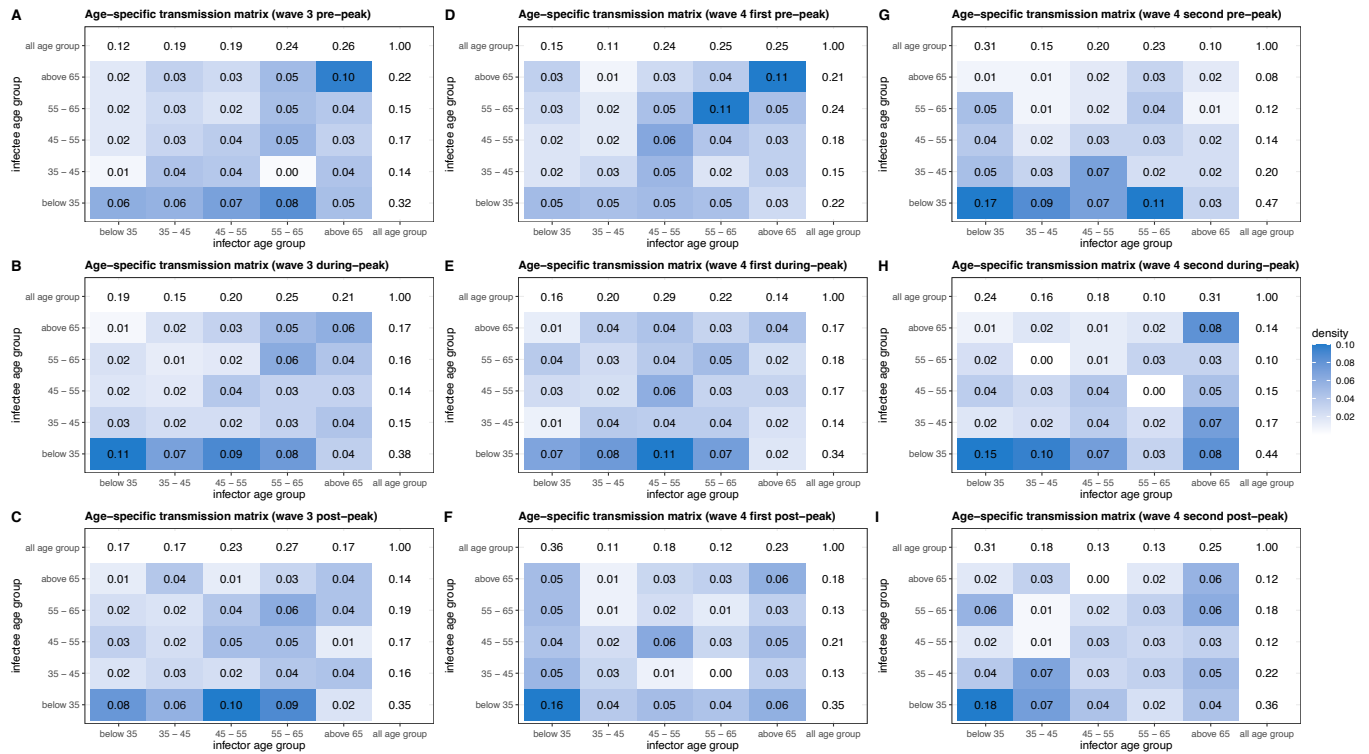 A
Age-specific transmission matrix (wave 3 pre-peak)
all age group 0.12 0.19 0.19 0.24 0.26 1.00
above 65 0.02 0.03 0.03 0.05 0.10 0.22
55 - 65 0.02 0.03 0.02 0.05 0.04 0.15
45 - 55 0.02 0.03 0.04 0.05 0.03 0.17
35 - 45 0.01 0.04 0.04 0.00 0.04 0.14
below 35 0.06 0.06 0.07 0.08 0.05 0.32
below 35 35 - 45 45 - 55 55 - 65 above 65 all age group
infector age group
infectee age group
D
Age-specific transmission matrix (wave 4 first pre-peak)
all age group 0.15 0.11 0.24 0.25 0.25 1.00
above 65 0.03 0.01 0.03 0.04 0.11 0.21
55 - 65 0.03 0.02 0.05 0.11 0.05 0.24
45 - 55 0.02 0.02 0.06 0.04 0.04 0.18
35 - 45 0.02 0.03 0.05 0.02 0.03 0.15
below 35 0.05 0.05 0.05 0.05 0.03 0.22
below 35 35 - 45 45 - 55 55 - 65 above 65 all age group
infector age group
infectee age group
G
Age-specific transmission matrix (wave 4 second pre-peak)
all age group 0.31 0.15 0.20 0.23 0.10 1.00
above 65 0.01 0.01 0.02 0.03 0.02 0.08
55 - 65 0.05 0.01 0.02 0.04 0.01 0.12
45 - 55 0.04 0.02 0.03 0.03 0.02 0.14
35 - 45 0.05 0.03 0.07 0.02 0.02 0.20
below 35 0.17 0.09 0.07 0.11 0.03 0.47
below 35 35 - 45 45 - 55 55 - 65 above 65 all age group
infector age group
infectee age group
B
Age-specific transmission matrix (wave 3 during-peak)
all age group 0.19 0.15 0.20 0.25 0.21 1.00
above 65 0.01 0.02 0.03 0.05 0.06 0.17
55 - 65 0.02 0.01 0.02 0.06 0.04 0.16
45 - 55 0.02 0.02 0.04 0.03 0.03 0.14
35 - 45 0.03 0.02 0.02 0.03 0.04 0.15
below 35 0.11 0.07 0.09 0.08 0.04 0.38
below 35 35 - 45 45 - 55 55 - 65 above 65 all age group
infector age group
infectee age group
E
Age-specific transmission matrix (wave 4 first during-peak)
all age group 0.16 0.20 0.29 0.22 0.14 1.00
above 65 0.01 0.04 0.04 0.03 0.04 0.17
55 - 65 0.04 0.03 0.04 0.05 0.02 0.18
45 - 55 0.03 0.02 0.06 0.03 0.03 0.17
35 - 45 0.01 0.04 0.04 0.04 0.02 0.14
below 35 0.07 0.08 0.11 0.07 0.02 0.34
below 35 35 - 45 45 - 55 55 - 65 above 65 all age group
infector age group
infectee age group
H
Age-specific transmission matrix (wave 4 second during-peak)
all age group 0.24 0.16 0.18 0.10 0.31 1.00
above 65 0.01 0.02 0.01 0.02 0.08 0.14
55 - 65 0.02 0.00 0.01 0.03 0.03 0.10
45 - 55 0.04 0.03 0.04 0.00 0.05 0.15
35 - 45 0.02 0.02 0.04 0.02 0.07 0.17
below 35 0.15 0.10 0.07 0.03 0.08 0.44
below 35 35 - 45 45 - 55 55 - 65 above 65 all age group
infector age group
infectee age group
density
0.10
0.08
0.06
0.04
0.02
C
Age-specific transmission matrix (wave 3 post-peak)
all age group 0.17 0.17 0.23 0.27 0.17 1.00
above 65 0.01 0.04 0.01 0.03 0.04 0.14
55 - 65 0.02 0.02 0.04 0.06 0.04 0.19
45 - 55 0.03 0.02 0.05 0.05 0.01 0.17
35 - 45 0.02 0.03 0.02 0.04 0.04 0.16
below 35 0.08 0.06 0.10 0.09 0.02 0.35
below 35 35 - 45 45 - 55 55 - 65 above 65 all age group
infector age group
infectee age group
F
Age-specific transmission matrix (wave 4 first post-peak)
all age group 0.36 0.11 0.18 0.12 0.23 1.00
above 65 0.05 0.01 0.03 0.03 0.06 0.18
55 - 65 0.05 0.01 0.02 0.01 0.03 0.13
45 - 55 0.04 0.02 0.06 0.03 0.05 0.21
35 - 45 0.05 0.03 0.01 0.00 0.03 0.13
below 35 0.16 0.04 0.05 0.04 0.06 0.35
below 35 35 - 45 45 - 55 55 - 65 above 65 all age group
infector age group
infectee age group
I
Age-specific transmission matrix (wave 4 second post-peak)
all age group 0.31 0.18 0.13 0.13 0.25 1.00
above 65 0.02 0.03 0.00 0.02 0.06 0.12
55 - 65 0.06 0.01 0.02 0.03 0.06 0.18
45 - 55 0.02 0.01 0.03 0.03 0.03 0.12
35 - 45 0.04 0.07 0.03 0.03 0.05 0.22
below 35 0.18 0.07 0.04 0.02 0.04 0.36
below 35 35 - 45 45 - 55 55 - 65 above 65 all age group
infector age group
infectee age group